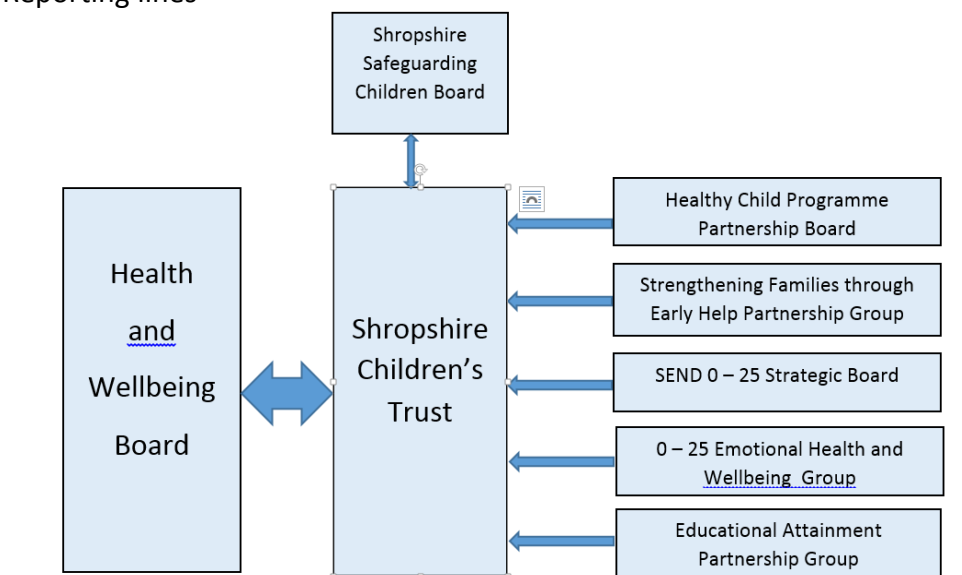 Reporting lines
Shropshire
Safeguarding
Children Board
Health
and
Wellbeing
Board
Shropshire
Children's
Trust
Healthy Child Programme
Partnership Board
Strengthening Families through
Early Help Partnership Group
SEND 0 – 25 Strategic Board
0 – 25 Emotional Health and
Wellbeing Group
Educational Attainment
Partnership Group